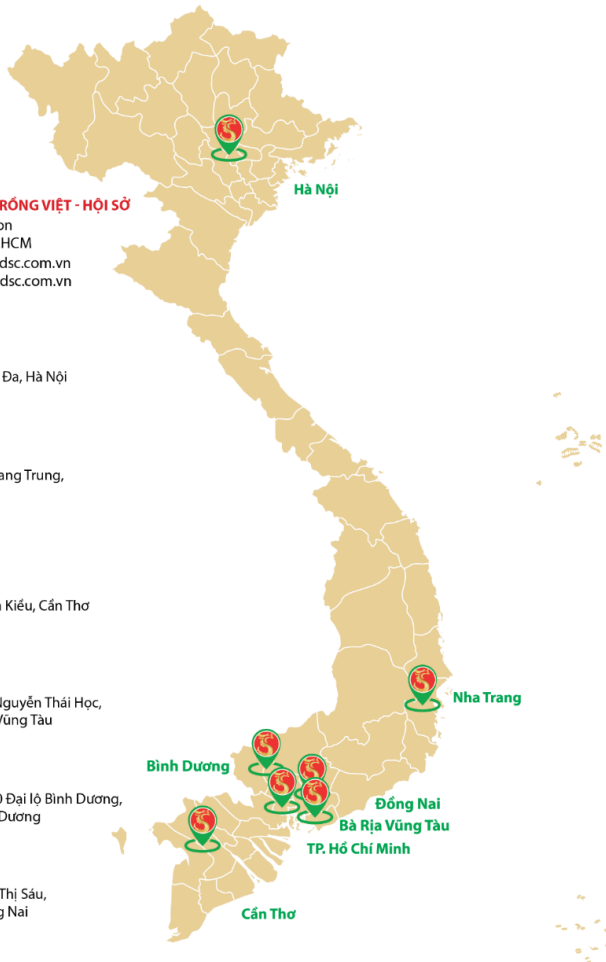 RỒNG VIỆT - HỘI SỞ
HCM
dsc.com.vn
dsc.com.vn
Đa, Hà Nội
ang Trung,
Kiều, Cần Thơ
Nguyễn Thái Học,
Vũng Tàu
0 Đại lộ Bình Dương,
Dương
Thị Sáu,
g Nai
Hà Nội
Nha Trang
Bình Dương
Đồng Nai
Bà Rịa Vũng Tàu
TP. Hồ Chí Minh
Cần Thơ